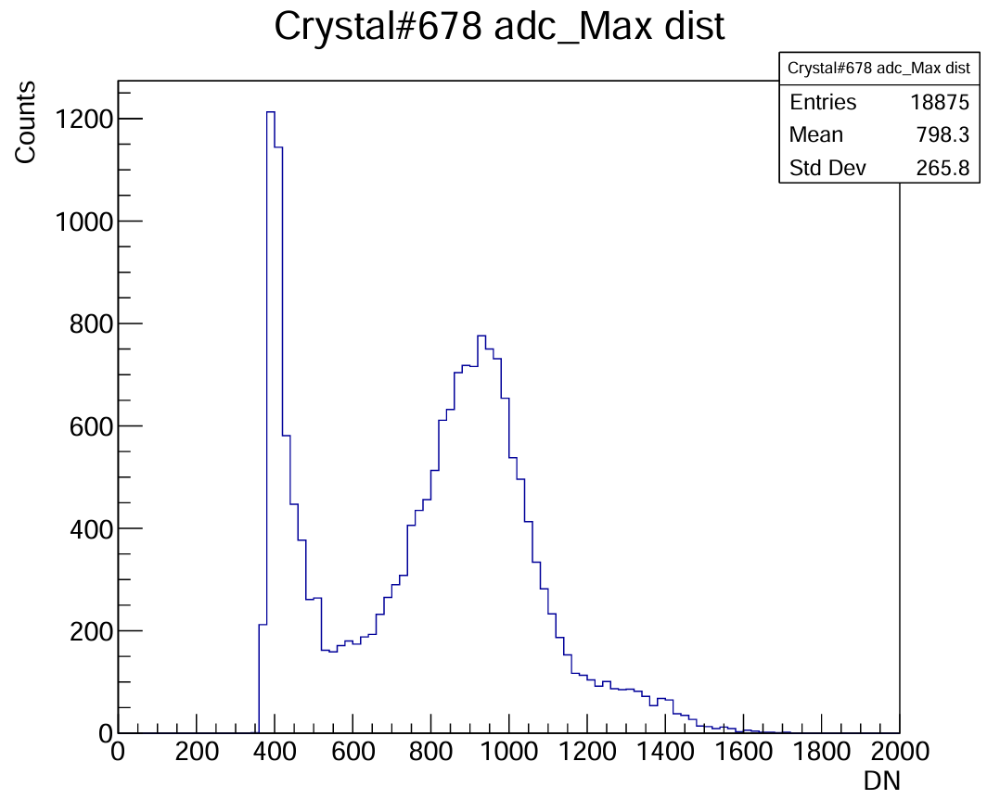 Crystal#678 adc_Max dist
Crystal#678 adc_Max dist
Entries 18875
Mean 798.3
Std Dev 265.8
Counts
1200
1000
800
600
400
200
0
0 200 400 600 800 1000 1200 1400 1600 1800 2000
DN